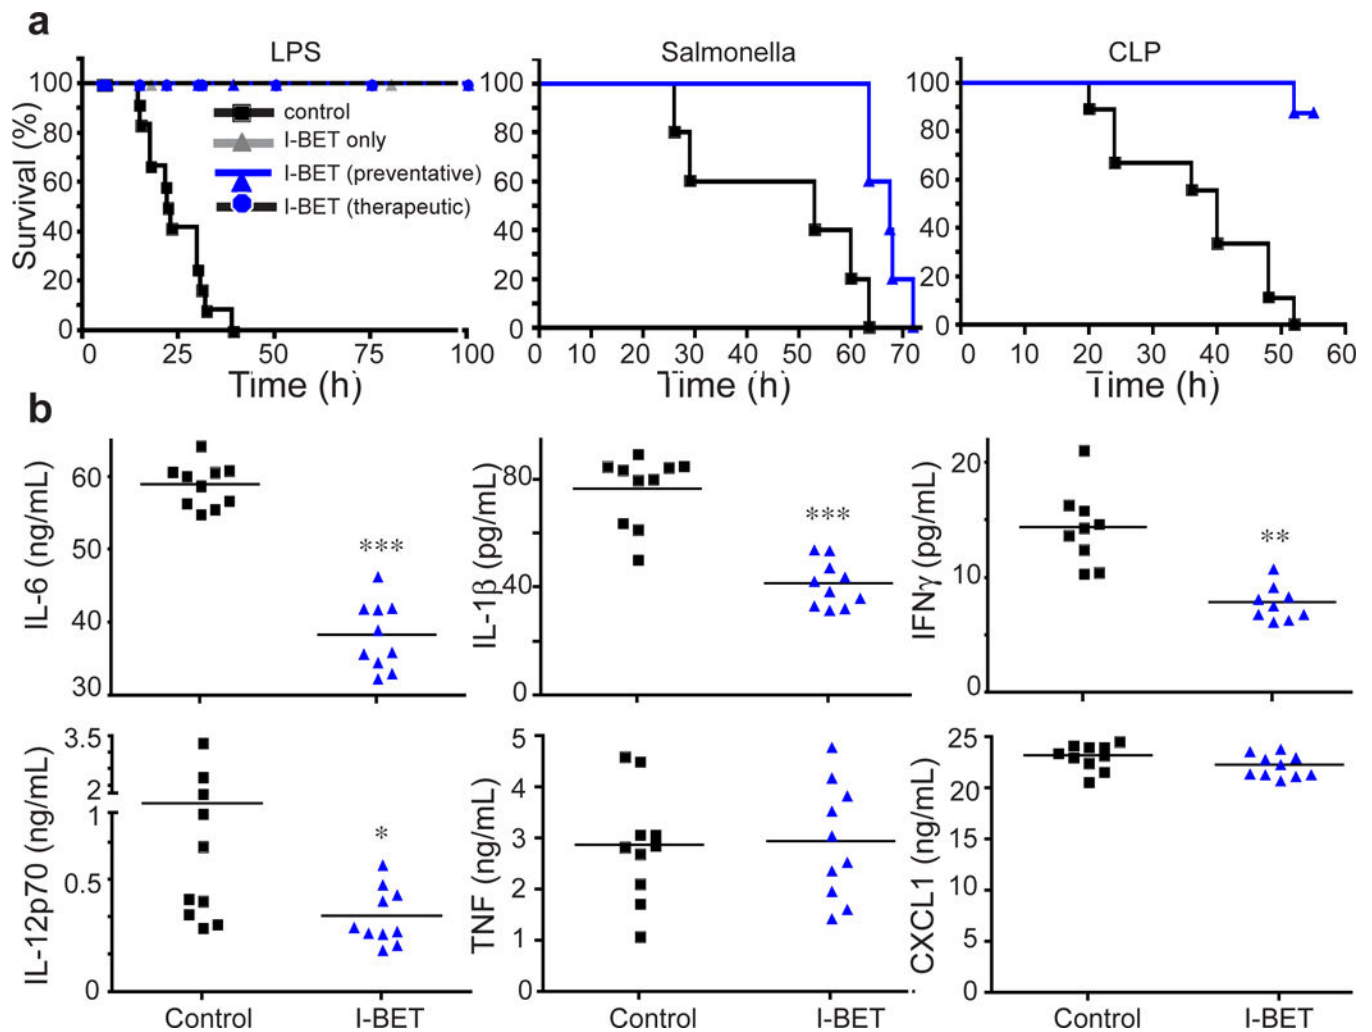 a
LPS
Salmonella
CLP
Survival (%)
100
80
60
40
20
0
control
I-BET only
I-BET (preventative)
I-BET (therapeutic)
0 25 50 75 100
Time (h)
100
80
60
40
20
0
0 10 20 30 40 50 60 70
Time (h)
100
80
60
40
20
0
0 10 20 30 40 50 60
Time (h)
b
IL-6 (ng/mL)
60
50
40
30
***
IL-1β (pg/mL)
80
40
0
***
IFNγ (pg/mL)
20
10
0
**
IL-12p70 (ng/mL)
3.5
2
1
0.5
0
*
Control I-BET
TNF (ng/mL)
5
4
3
2
1
0
Control I-BET
CXCL1 (ng/mL)
25
20
15
10
5
0
Control I-BET